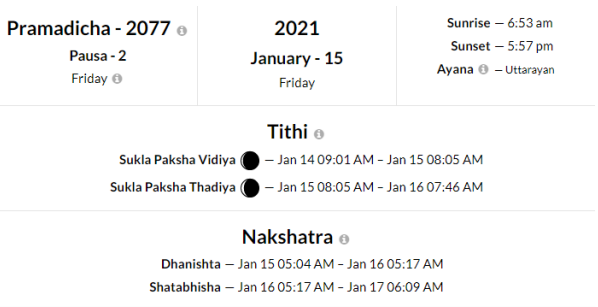 Pramadicha - 2077
Pausa - 2
Friday
2021
January - 15
Friday
Sunrise – 6:53 am
Sunset – 5:57 pm
Ayana – Uttarayan
Tithi
Sukla Paksha Vidiya – Jan 14 09:01 AM – Jan 15 08:05 AM
Sukla Paksha Thadiya – Jan 15 08:05 AM – Jan 16 07:46 AM
Nakshatra
Dhanishta – Jan 15 05:04 AM – Jan 16 05:17 AM
Shatabhisha – Jan 16 05:17 AM – Jan 17 06:09 AM